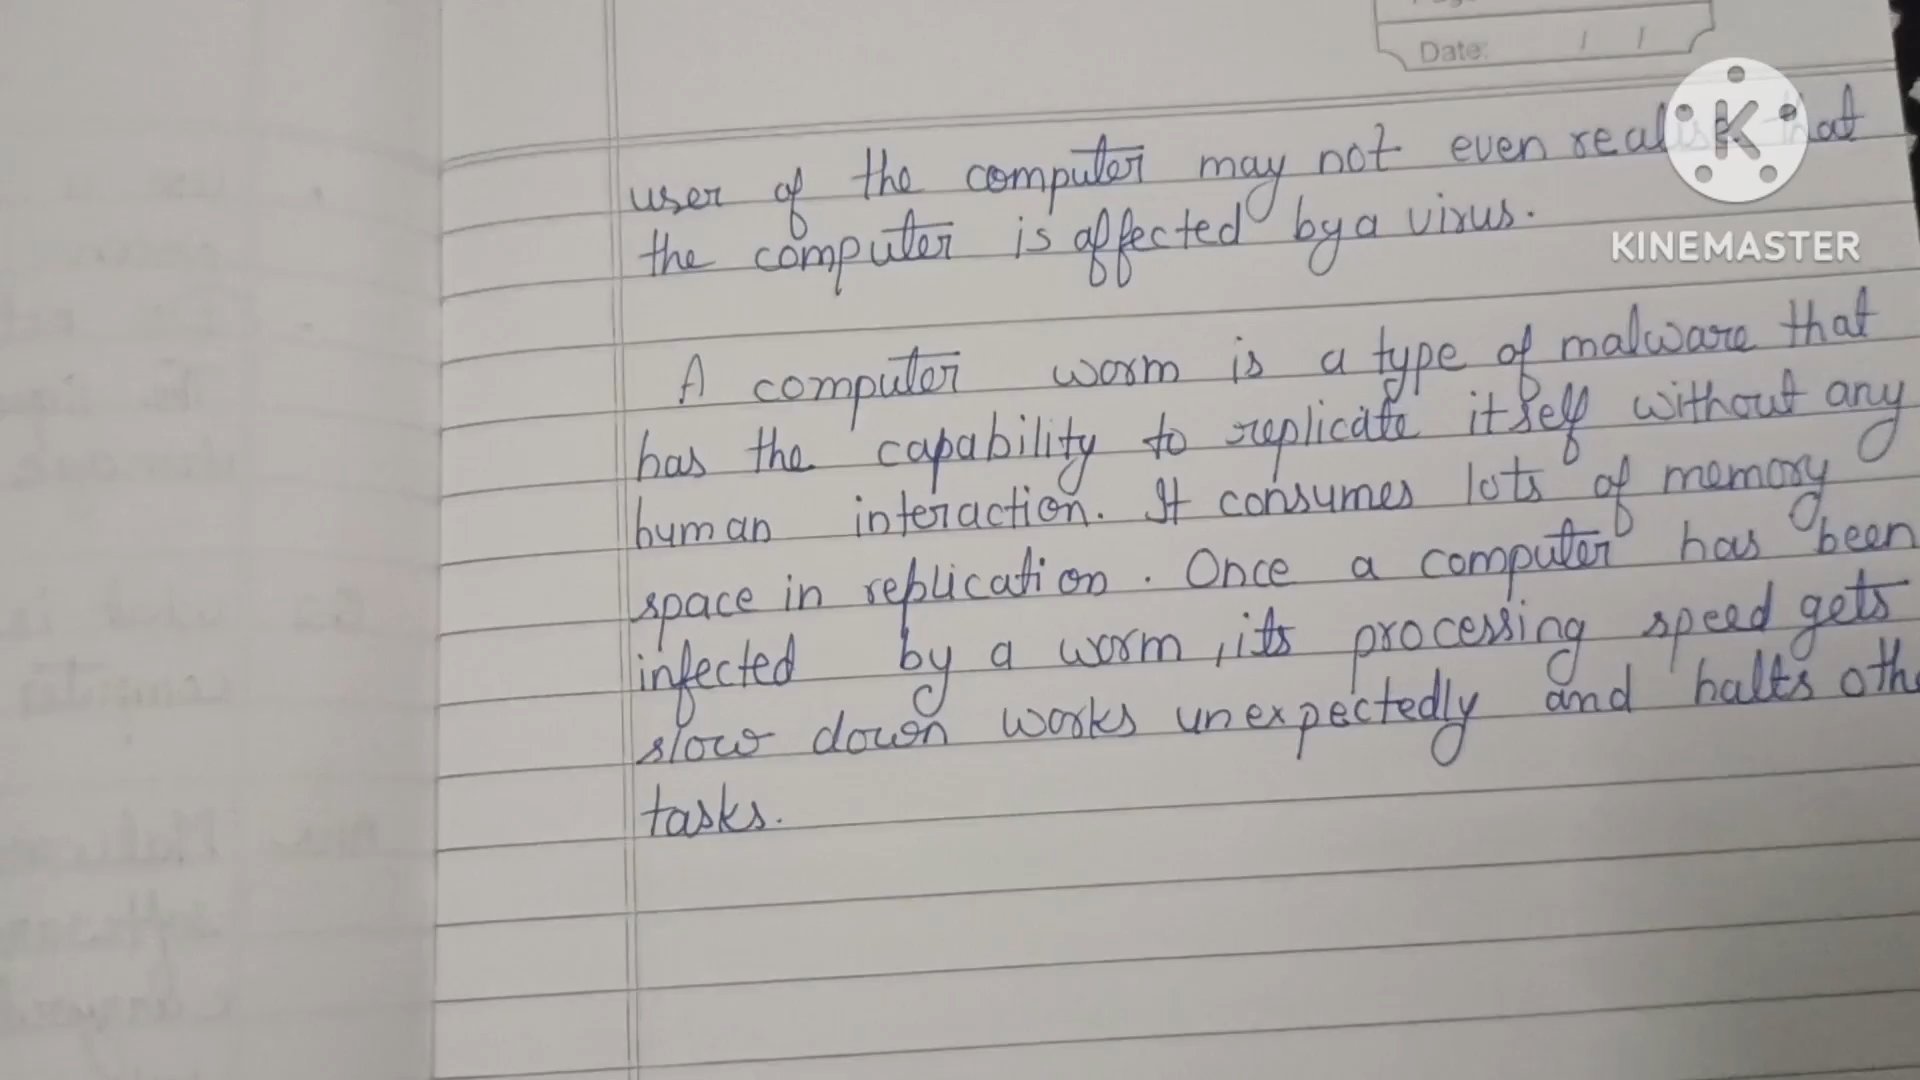 Date: / /
KINEMASTER
user of the computer may not even that
the computer is affected by a virus.
A computer worm is a type of malware that
has the capability to replicate itself without any
human interaction. It consumes lots of memory
space in replication. Once a computer has been
infected by a worm, its processing speed gets
slow down works unexpectedly and halts oth
tasks.